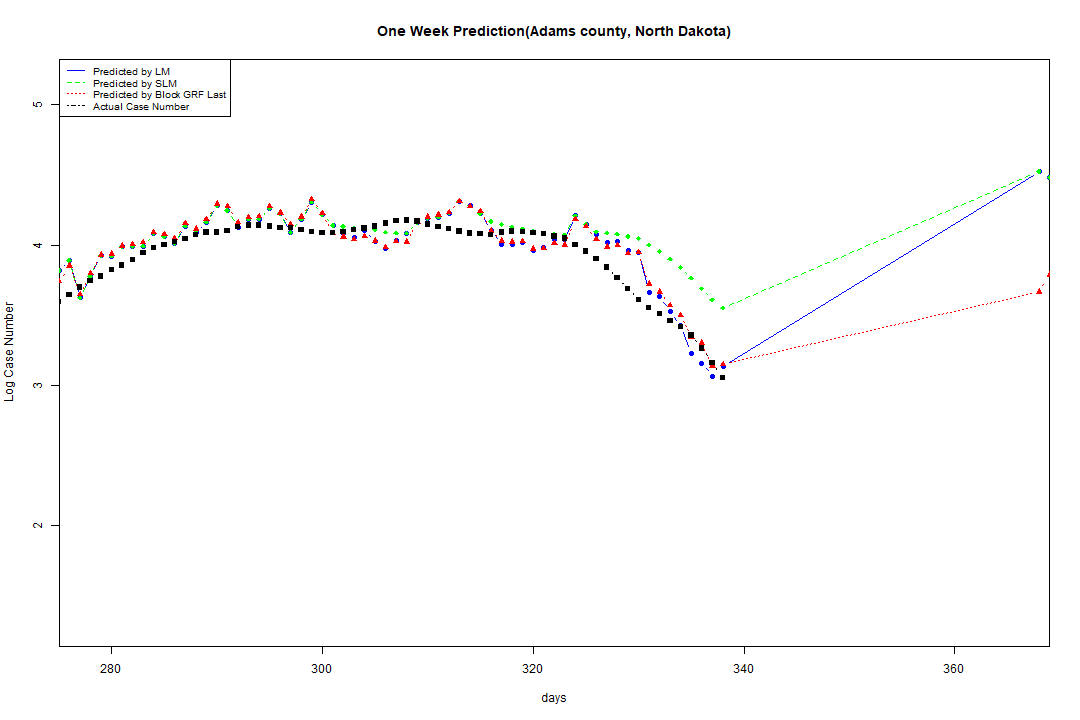 One Week Prediction(Adams county, North Dakota)
Predicted by LM
Predicted by SLM
Predicted by Block GRF Last
Actual Case Number
5
4
3
2
Log Case Number
280 300 320 340 360
days